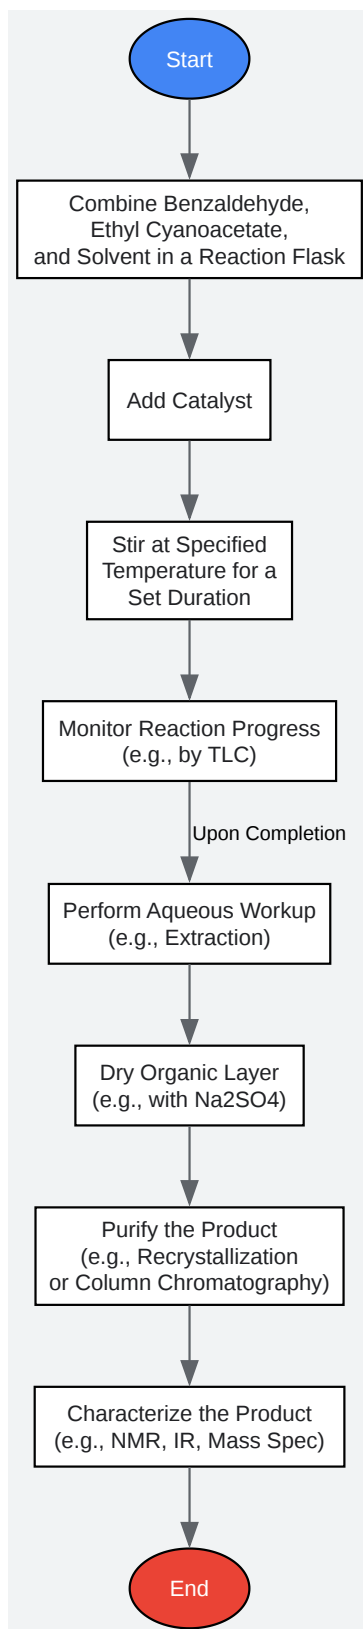 Start
Combine Benzaldehyde,
Ethyl Cyanoacetate,
and Solvent in a Reaction Flask
Add Catalyst
Stir at Specified
Temperature for a
Set Duration
Monitor Reaction Progress
(e.g., by TLC)
Upon Completion
Perform Aqueous Workup
(e.g., Extraction)
Dry Organic Layer
(e.g., with Na2SO4)
Purify the Product
(e.g., Recrystallization
or Column Chromatography)
Characterize the Product
(e.g., NMR, IR, Mass Spec)
End